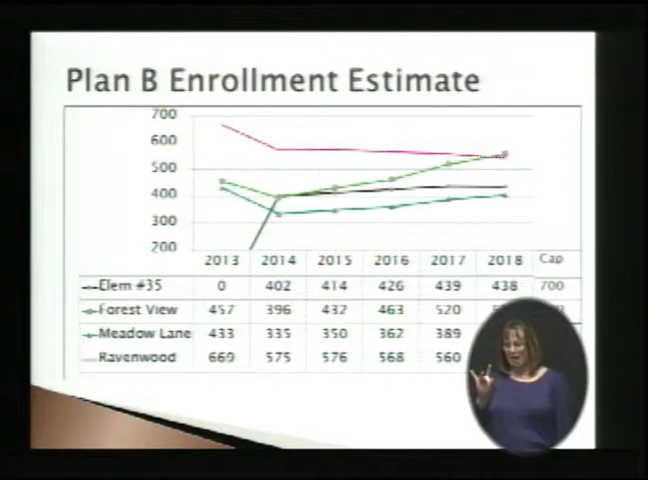 Plan B Enrollment Estimate
700
600
500
400
300
200
2013 2014 2015 2016 2017 2018 Cap
Elem #35 0 402 414 426 439 438 700
Forest View 457 396 432 463 520
Meadow Lane 433 335 350 362 389
Ravenwood 669 575 576 568 560